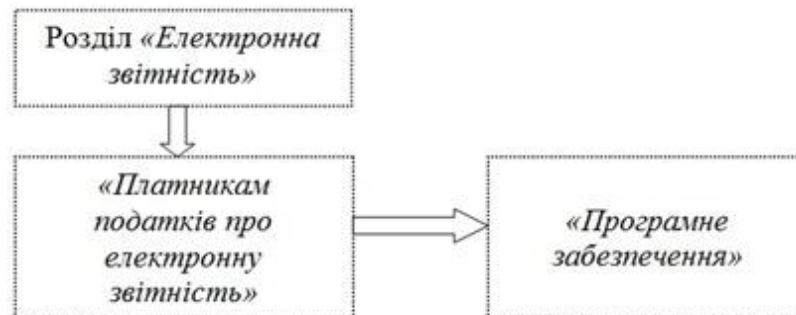 Розділ «Електронна
звітність»
«Платникам
податків про
електронну
звітність»
«Програмне
забезпечення»